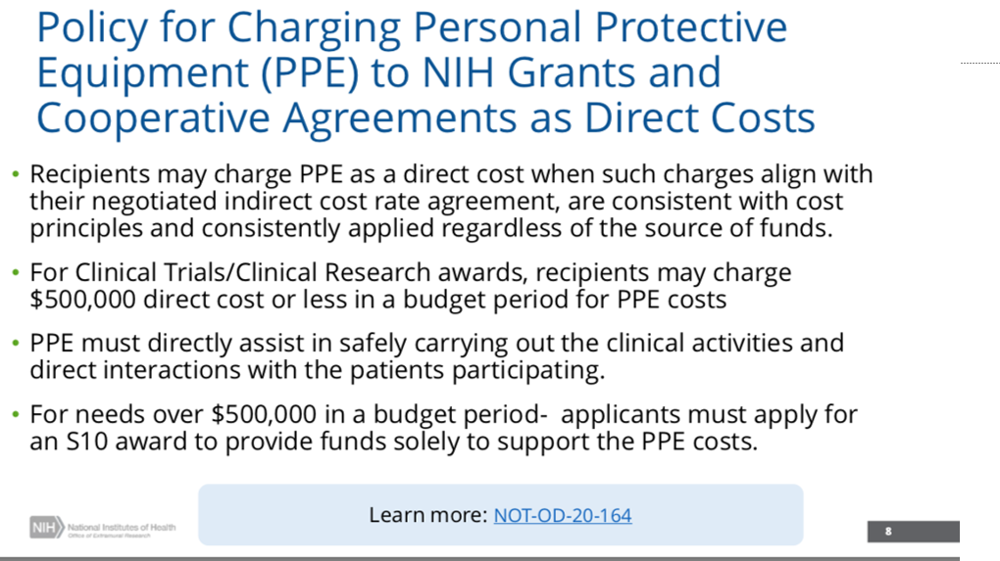 Policy for Charging Personal Protective
Equipment (PPE) to NIH Grants and
Cooperative Agreements as Direct Costs
• Recipients may charge PPE as a direct cost when such charges align with
their negotiated indirect cost rate agreement, are consistent with cost
principles and consistently applied regardless of the source of funds.
• For Clinical Trials/Clinical Research awards, recipients may charge
$500,000 direct cost or less in a budget period for PPE costs
• PPE must directly assist in safely carrying out the clinical activities and
direct interactions with the patients participating.
• For needs over $500,000 in a budget period-  applicants must apply for
an S10 award to provide funds solely to support the PPE costs.
Learn more: NOT-OD-20-164
NIH National Institutes of Health
Office of Extramural Research
8